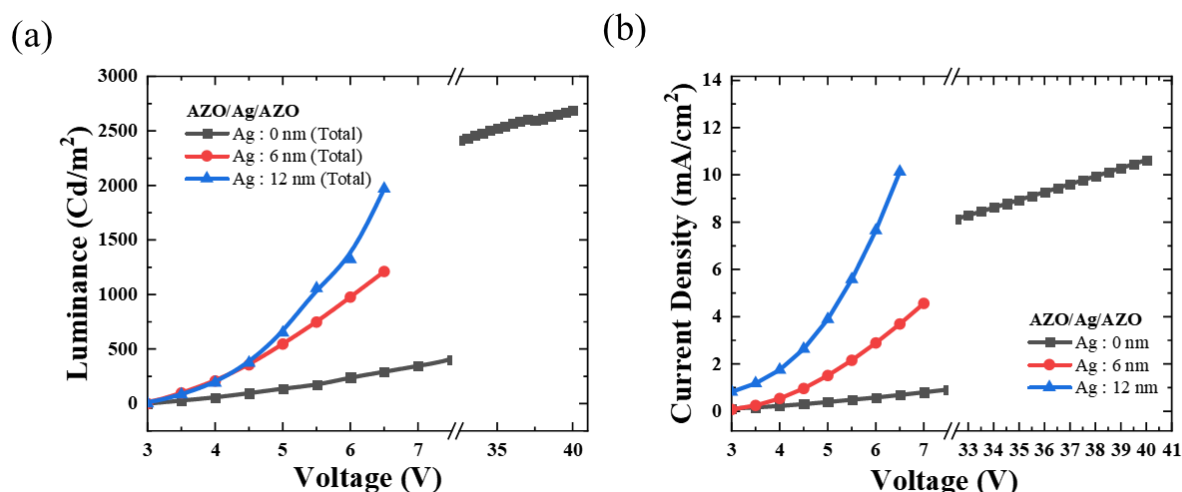 (a)
3000
2500
2000
1500
1000
500
0
Luminance (Cd/m²)
AZO/Ag/AZO
Ag : 0 nm (Total)
Ag : 6 nm (Total)
Ag : 12 nm (Total)
3 4 5 6 7 35 40
Voltage (V)
(b)
14
12
10
8
6
4
2
0
Current Density (mA/cm²)
AZO/Ag/AZO
Ag : 0 nm
Ag : 6 nm
Ag : 12 nm
3 4 5 6 7 33 34 35 36 37 38 39 40 41
Voltage (V)